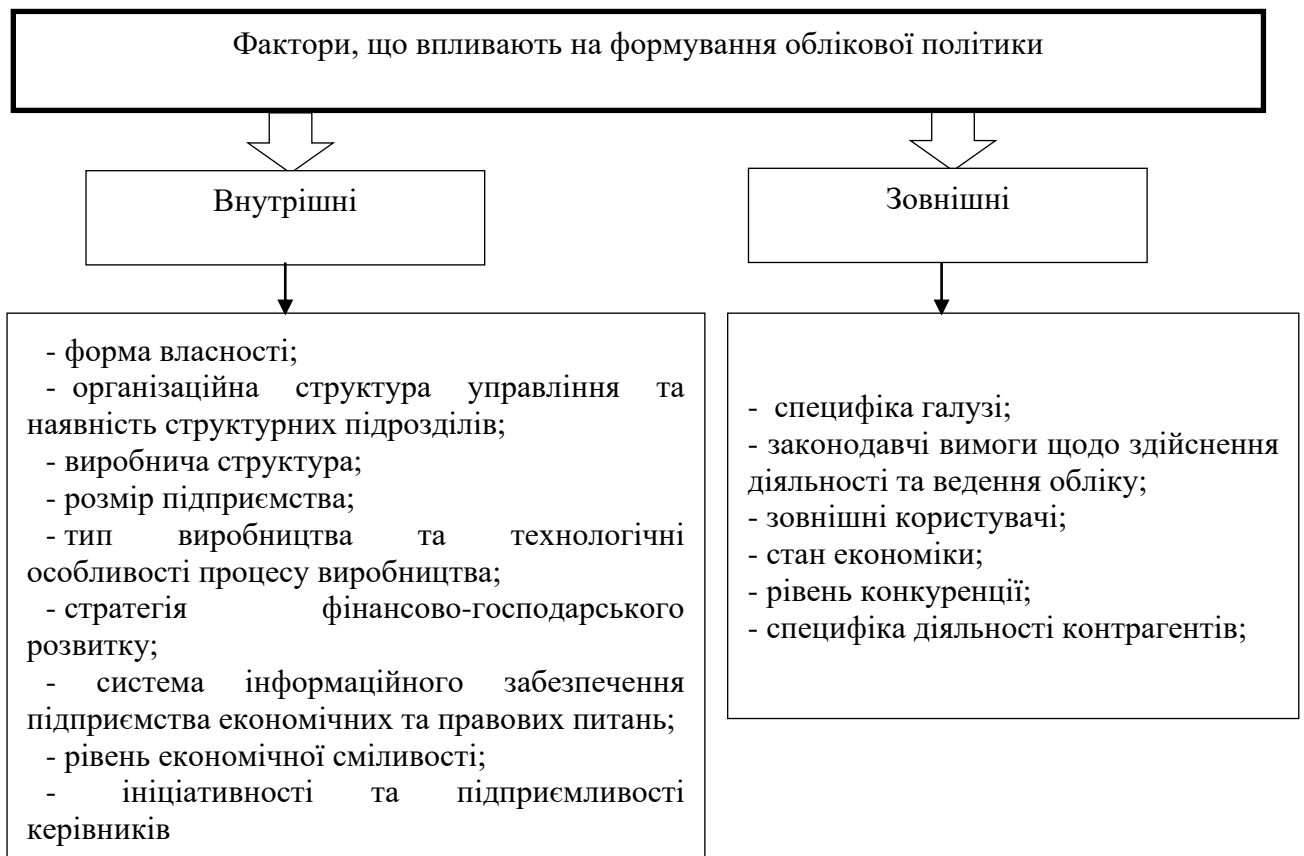 Фактори, що впливають на формування облікової політики
Внутрішні
Зовнішні
- форма власності;
- організаційна структура управління та
наявність структурних підрозділів;
- виробнича структура;
- розмір підприємства;
- тип виробництва та технологічні
особливості процесу виробництва;
- стратегія фінансово-господарського
розвитку;
- система інформаційного забезпечення
підприємства економічних та правових питань;
- рівень економічної сміливості;
- ініціативності та підприємливості
керівників
- специфіка галузі;
- законодавчі вимоги щодо здійснення
діяльності та ведення обліку;
- зовнішні користувачі;
- стан економіки;
- рівень конкуренції;
- специфіка діяльності контрагентів;